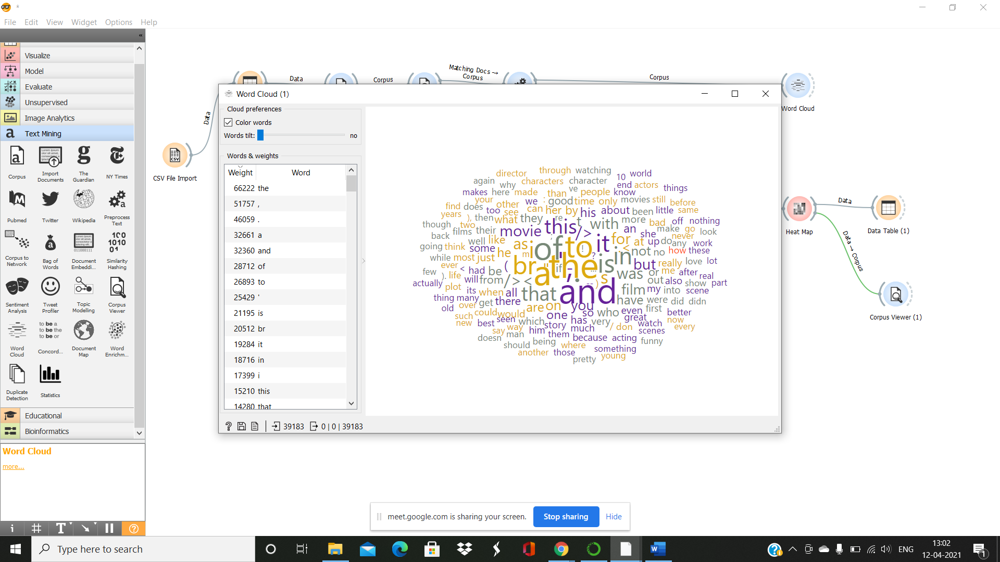 *
File Edit View Widget Options Help
«
Visualize
Model
Evaluate
Unsupervised
Image Analytics
Text Mining
Corpus
Import Documents
The Guardian
NY Times
Pubmed
Twitter
Wikipedia
Preprocess Text
Corpus to Network
Bag of Words
Document Embeddi...
Similarity Hashing
Sentiment Analysis
Tweet Profiler
Topic Modelling
Corpus Viewer
Word Cloud
Concord...
Document Map
Word Enrichm...
Duplicate Detection
Statistics
Educational
Bioinformatics
Word Cloud
more...
Data
CSV File Import
Data
Corpus
Matching Docs → Corpus
Corpus
Word Cloud
Heat Map
Data
Data Table (1)
Data → Corpus
Corpus Viewer (1)
Word Cloud (1)
Cloud preferences
Color words
Words tilt: no
Words & weights
Weight Word
66222 the
51757 ,
46059 .
32661 a
32360 and
28712 of
26893 to
25429 '
21195 is
20512 br
19284 it
18716 in
17399 i
15210 this
14280 that
39183 0 | 0 | 39183
director through watching 10 world
again why characters character end actors things
makes here made than ve people know
your other we : good time only movies still before
find does too see can her by his about been little same
years ), then what they re t with more bad off nothing
though two films their movie this /> an she make go look
back well like as i of to it for at up do any never work
going think some he m ! ? < not no how these
while most just br a the is in but really love lot
ever < had ( be if - ... was or me after real
few ). life will from />< -- ) s out also show part
actually plot its when all that and film my into scene
thing many get there are on you have were did didn
old over could would one so who even first better
such seen which has very great watch now
new best story much / don scenes every
say way him them because acting funny
doesn man should being where something
another those pretty young
meet.google.com is sharing your screen. Stop sharing Hide
Type here to search
ENG
13:02
12-04-2021
1